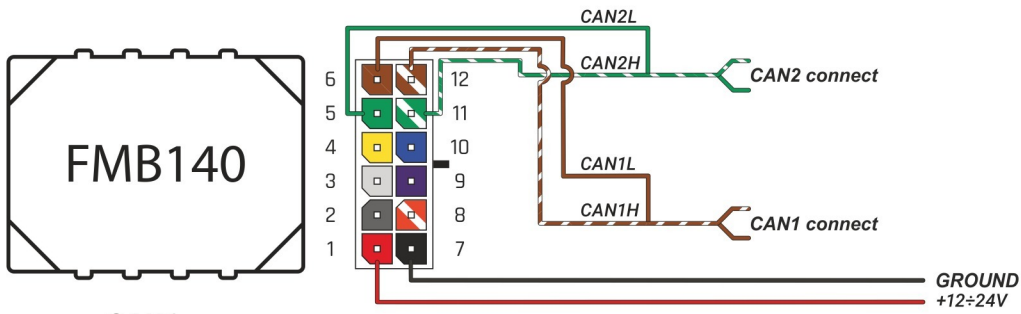 CAN2L
CAN2H
CAN2 connect
FMB140
6 12
5 11
4 10
3 9
2 8
1 7
CAN1L
CAN1H
CAN1 connect
GROUND
+12÷24V